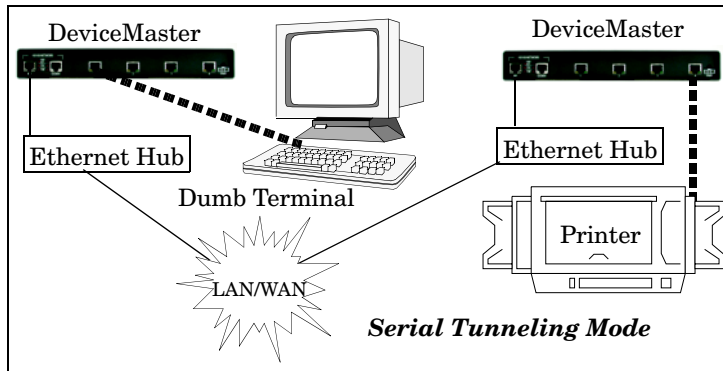 DeviceMaster
DeviceMaster
Ethernet Hub
Ethernet Hub
Dumb Terminal
Printer
LAN/WAN
Serial Tunneling Mode